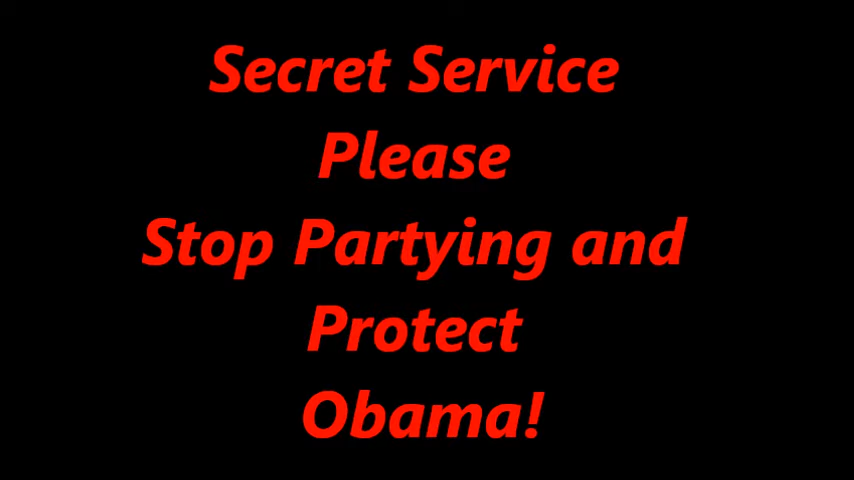 Secret Service
Please
Stop Partying and
Protect
Obama!